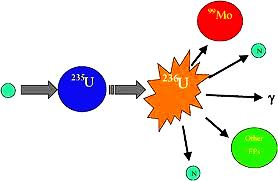 ⁹⁹Mo
N
²³⁵U
²³⁶U
γ
Other
FPs
N